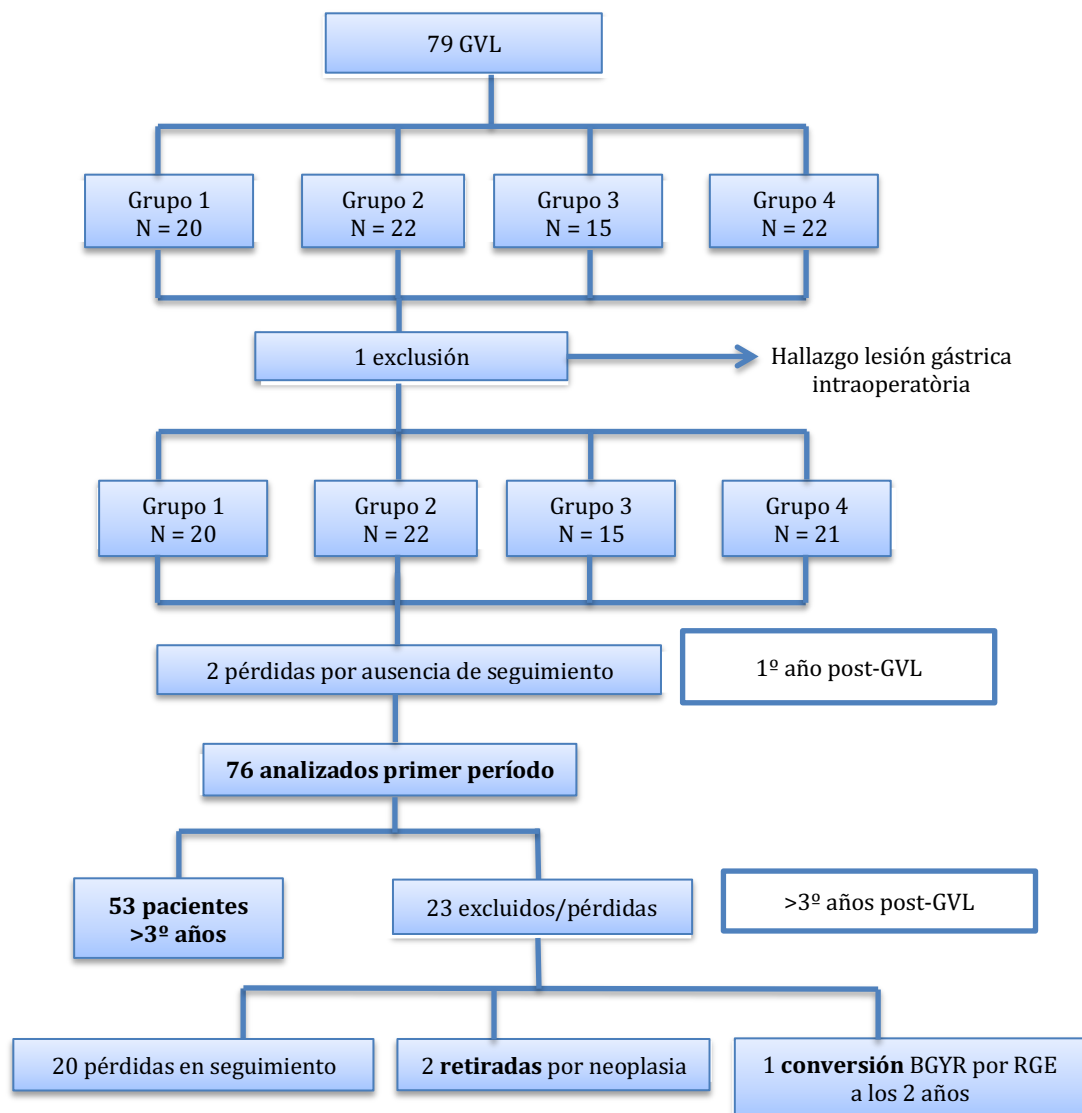 79 GVL
Grupo 1
N = 20
Grupo 2
N = 22
Grupo 3
N = 15
Grupo 4
N = 22
1 exclusión
Hallazgo lesión gástrica
intraoperatòria
Grupo 1
N = 20
Grupo 2
N = 22
Grupo 3
N = 15
Grupo 4
N = 21
2 pérdidas por ausencia de seguimiento
1º año post-GVL
76 analizados primer período
53 pacientes
>3º años
23 excluidos/pérdidas
>3º años post-GVL
20 pérdidas en seguimiento
2 retiradas por neoplasia
1 conversión BGYR por RGE
a los 2 años